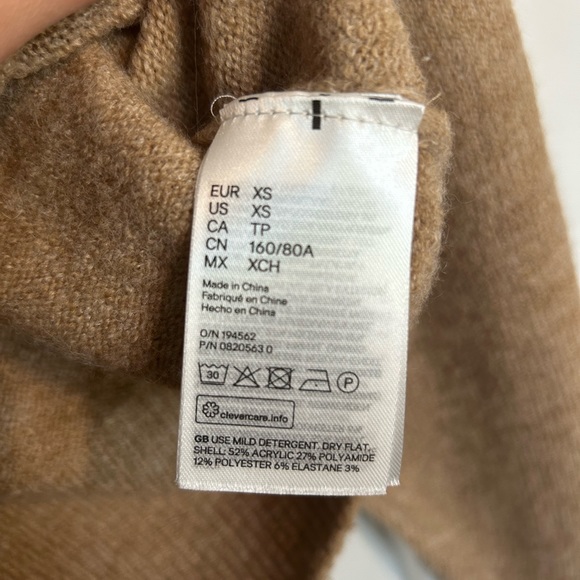 EUR XS
US XS
CA TP
CN 160/80A
MX XCH
Made in China
Fabriqué en Chine
Hecho en China
O/N 194562
P/N 0820563 0
30 P
clevercare.info
GB USE MILD DETERGENT. DRY FLAT.
SHELL: 52% ACRYLIC 27% POLYAMIDE
12% POLYESTER 6% ELASTANE 3%